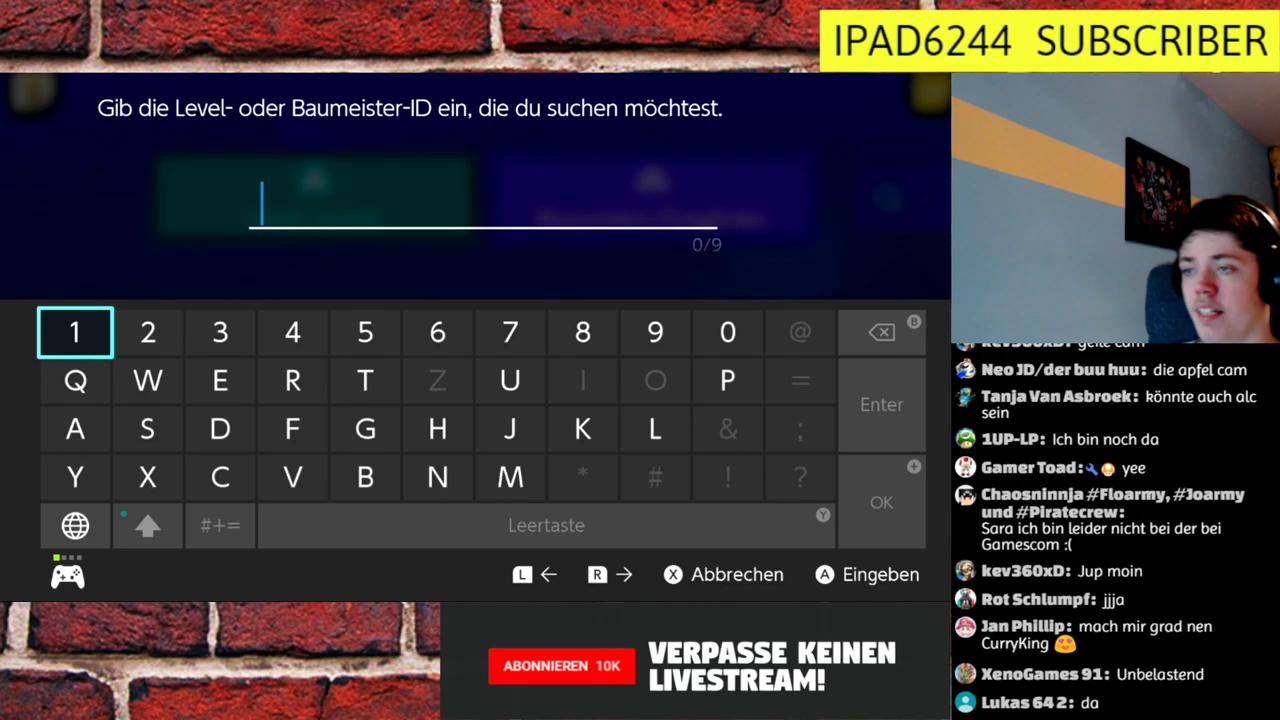 IPAD6244 SUBSCRIBER
Gib die Level- oder Baumeister-ID ein, die du suchen möchtest.
0/9
1 2 3 4 5 6 7 8 9 0 @ B
Q W E R T Z U I O P =
Enter
A S D F G H J K L & ;
Y X C V B N M * # ! ? +
OK
#+= Leertaste Y
L ← R → X Abbrechen A Eingeben
ABONNIEREN 10K
VERPASSE KEINEN
LIVESTREAM!
kev360xD: geile cam
Neo JD/der buu huu: die apfel cam
Tanja Van Asbroek: könnte auch alc
sein
1UP-LP: Ich bin noch da
Gamer Toad: yee
Chaosninnja #Floarmy, #Joarmy
und #Piratecrew:
Sara ich bin leider nicht bei der bei
Gamescom :(
kev360xD: Jup moin
Rot Schlumpf: jjja
Jan Phillip: mach mir grad nen
CurryKing 😍
XenoGames 91: Unbelastend
Lukas 64 2: da